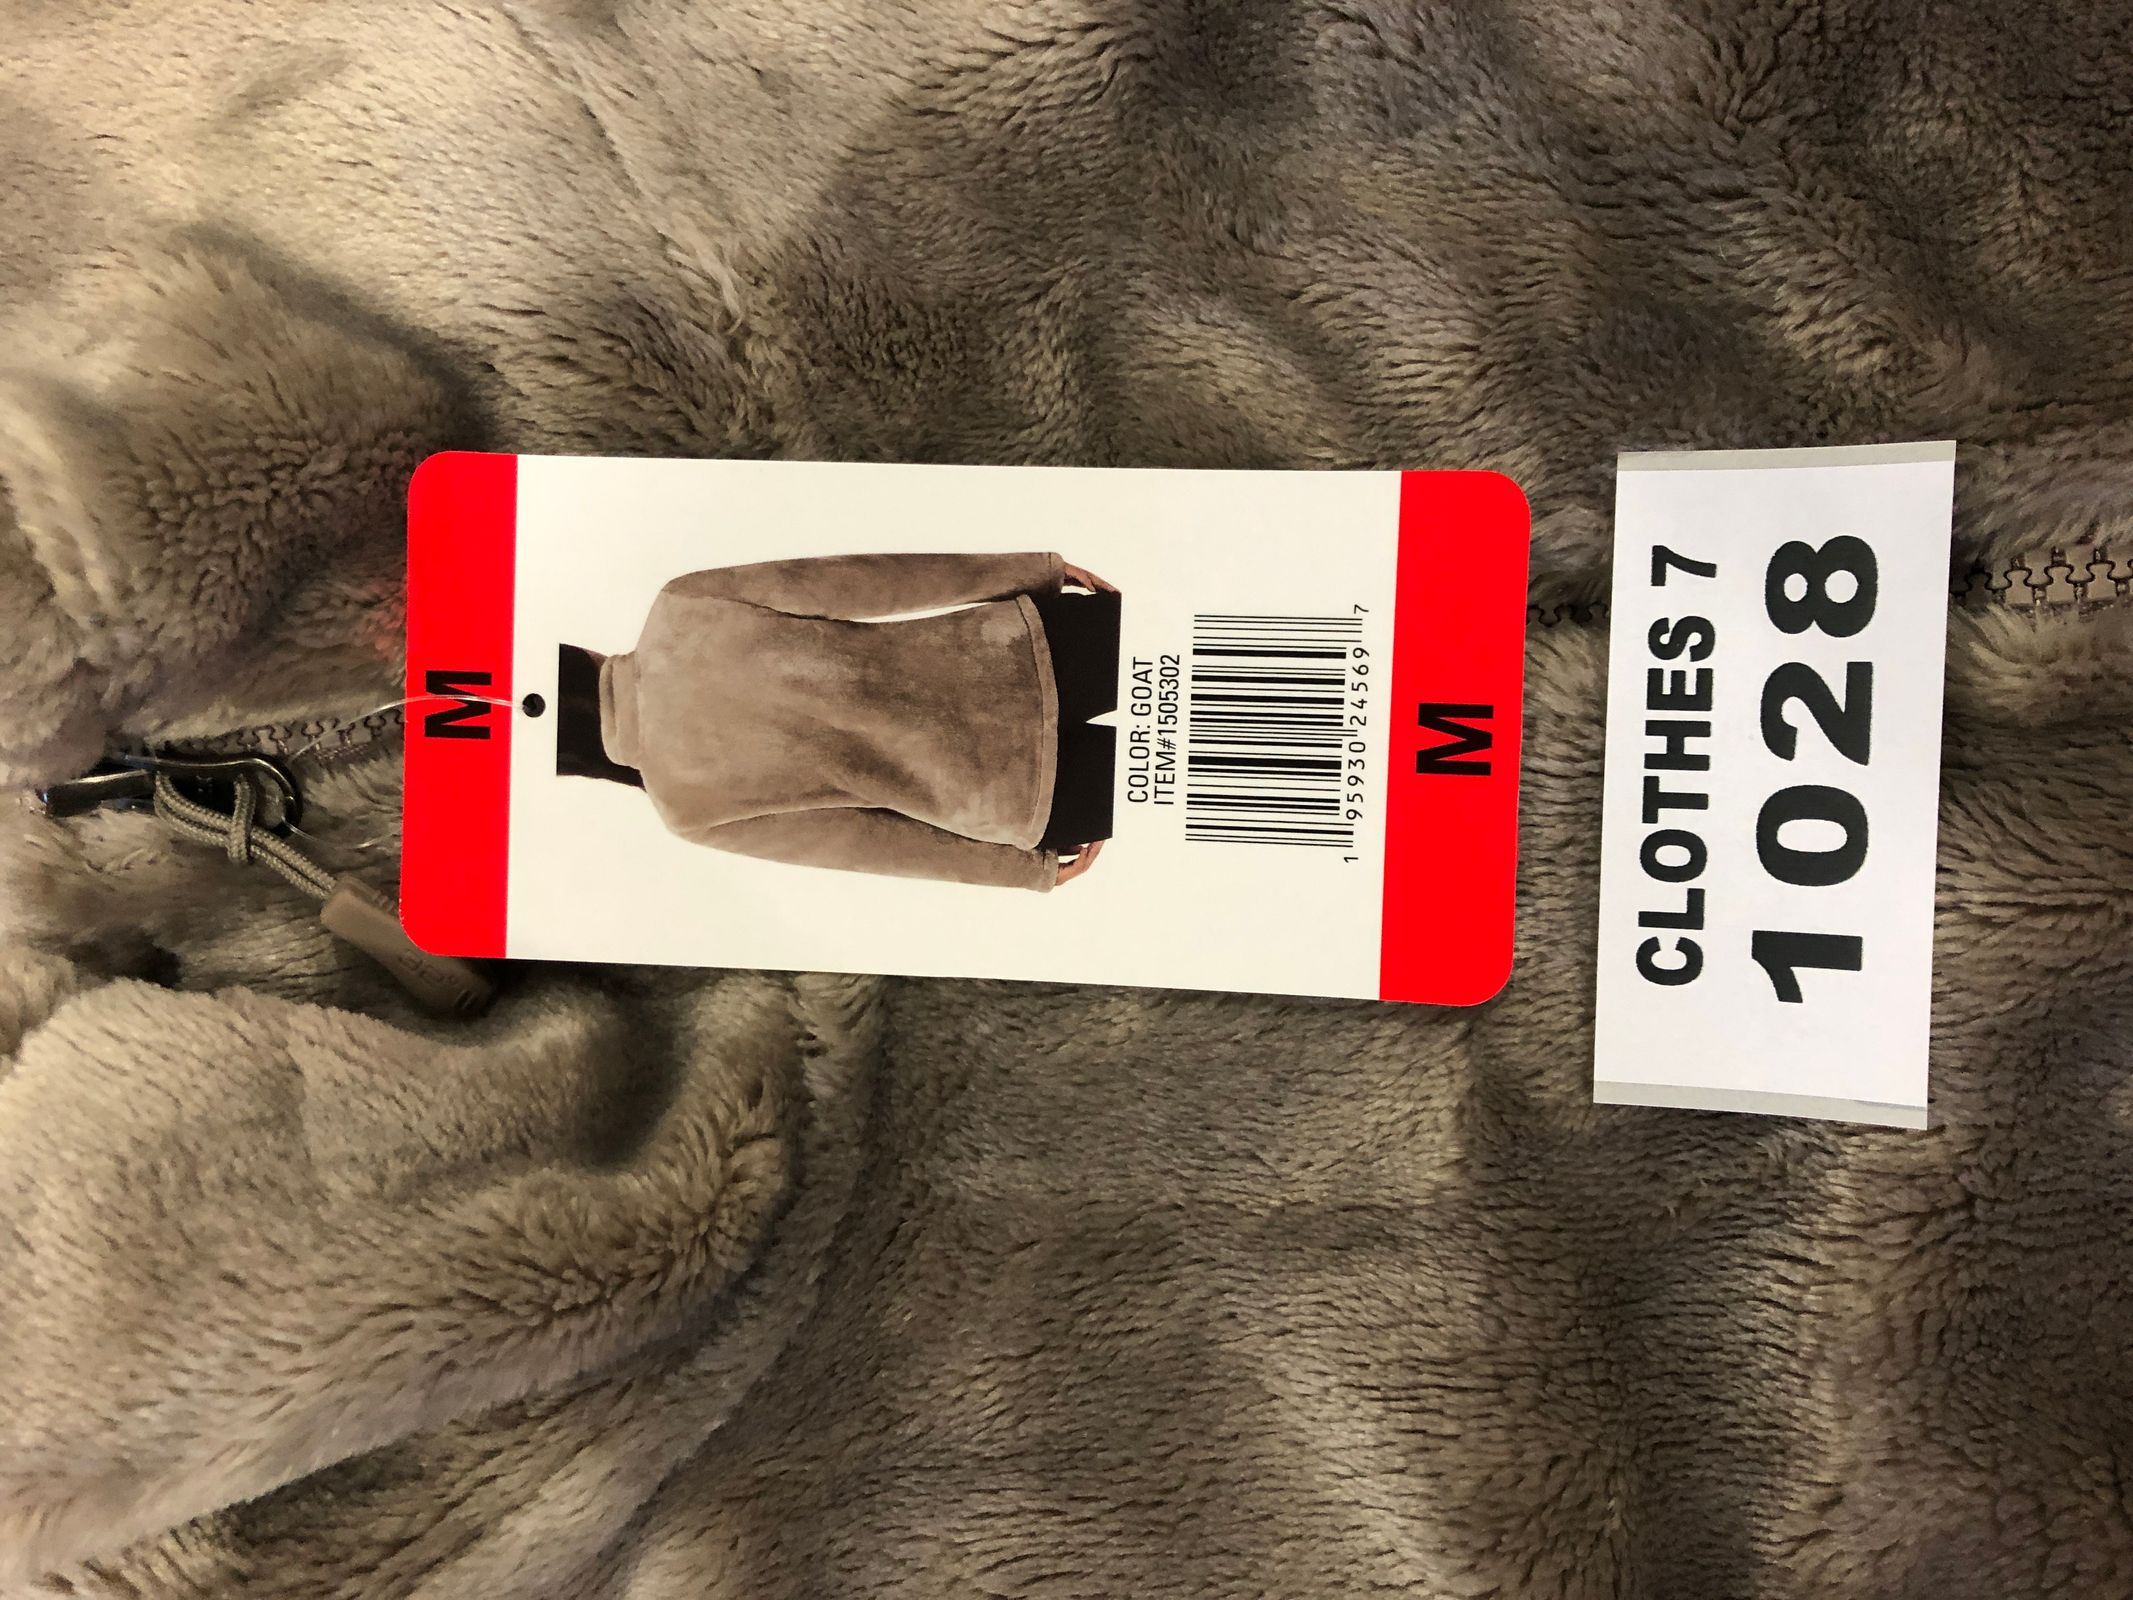 M
COLOR: GOAT
ITEM#1505302
1 95930 24569 7
M
CLOTHES 7
1028